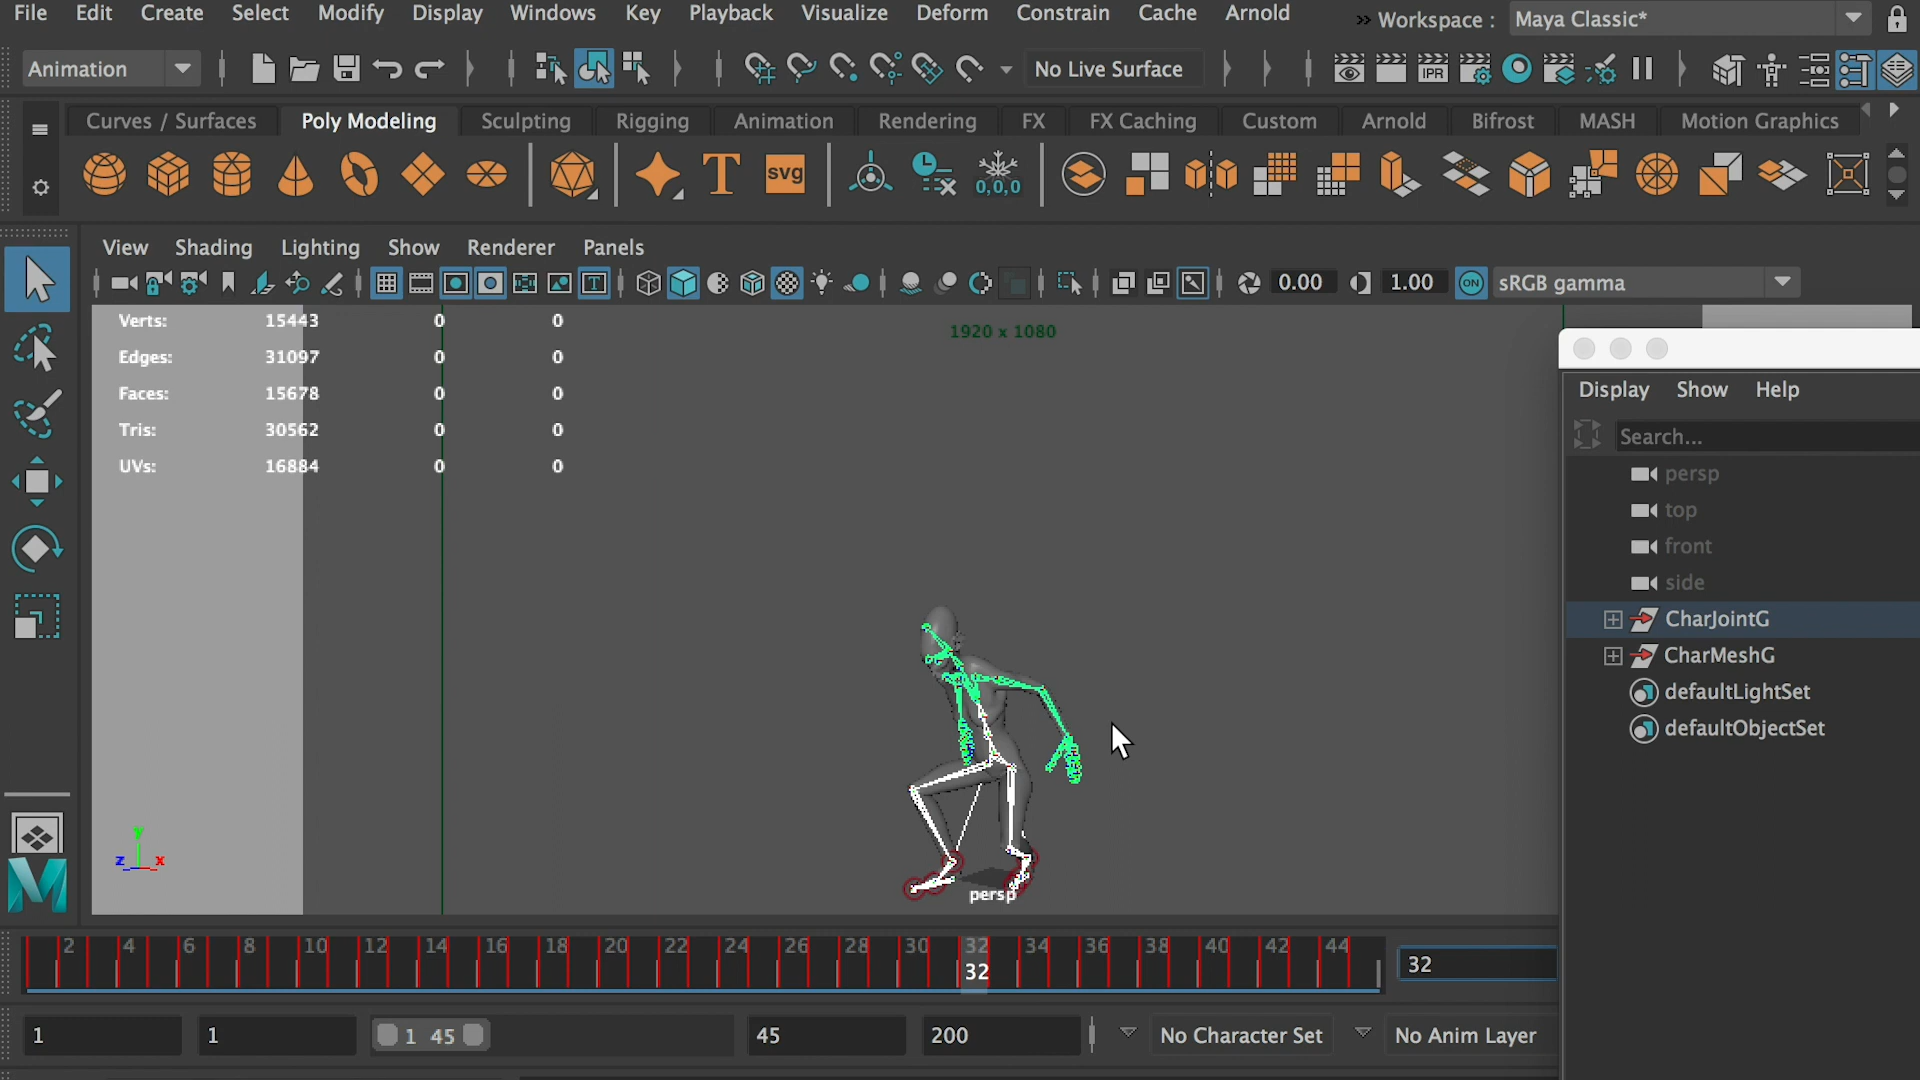 File Edit Create Select Modify Display Windows Key Playback Visualize Deform Constrain Cache Arnold
Workspace : Maya Classic*
Animation
No Live Surface
IPR
Curves / Surfaces Poly Modeling Sculpting Rigging Animation Rendering FX FX Caching Custom Arnold Bifrost MASH Motion Graphics
T svg 0,0,0
View Shading Lighting Show Renderer Panels
T 0.00 1.00 ON sRGB gamma
Verts: 15443 0 0
Edges: 31097 0 0
Faces: 15678 0 0
Tris: 30562 0 0
UVs: 16884 0 0
1920 x 1080
Display Show Help
Search...
persp
top
front
side
CharJointG
CharMeshG
defaultLightSet
defaultObjectSet
y
z x
persp
2 4 6 8 10 12 14 16 18 20 22 24 26 28 30 32 34 36 38 40 42 44
32
32
1 1 1 45 45 200 No Character Set No Anim Layer